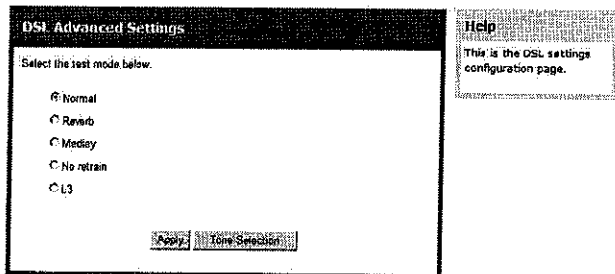 DSL Advanced Settings
Select the test mode below.
Normal
Reverb
Medley
No retrain
L3
Apply
Tone Selection
Help
This is the DSL settings
configuration page.